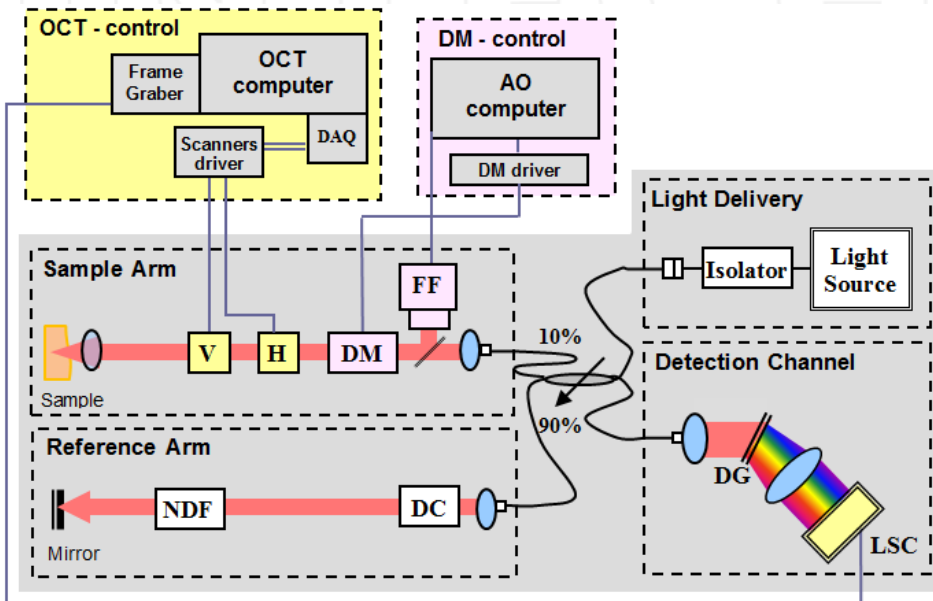 OCT - control
OCT
computer
Frame
Graber
Scanners
driver
DAQ
DM - control
AO
computer
DM driver
Light Delivery
Isolator
Light
Source
Sample Arm
FF
V
H
DM
Sample
10%
90%
Detection Channel
DG
LSC
Reference Arm
NDF
DC
Mirror